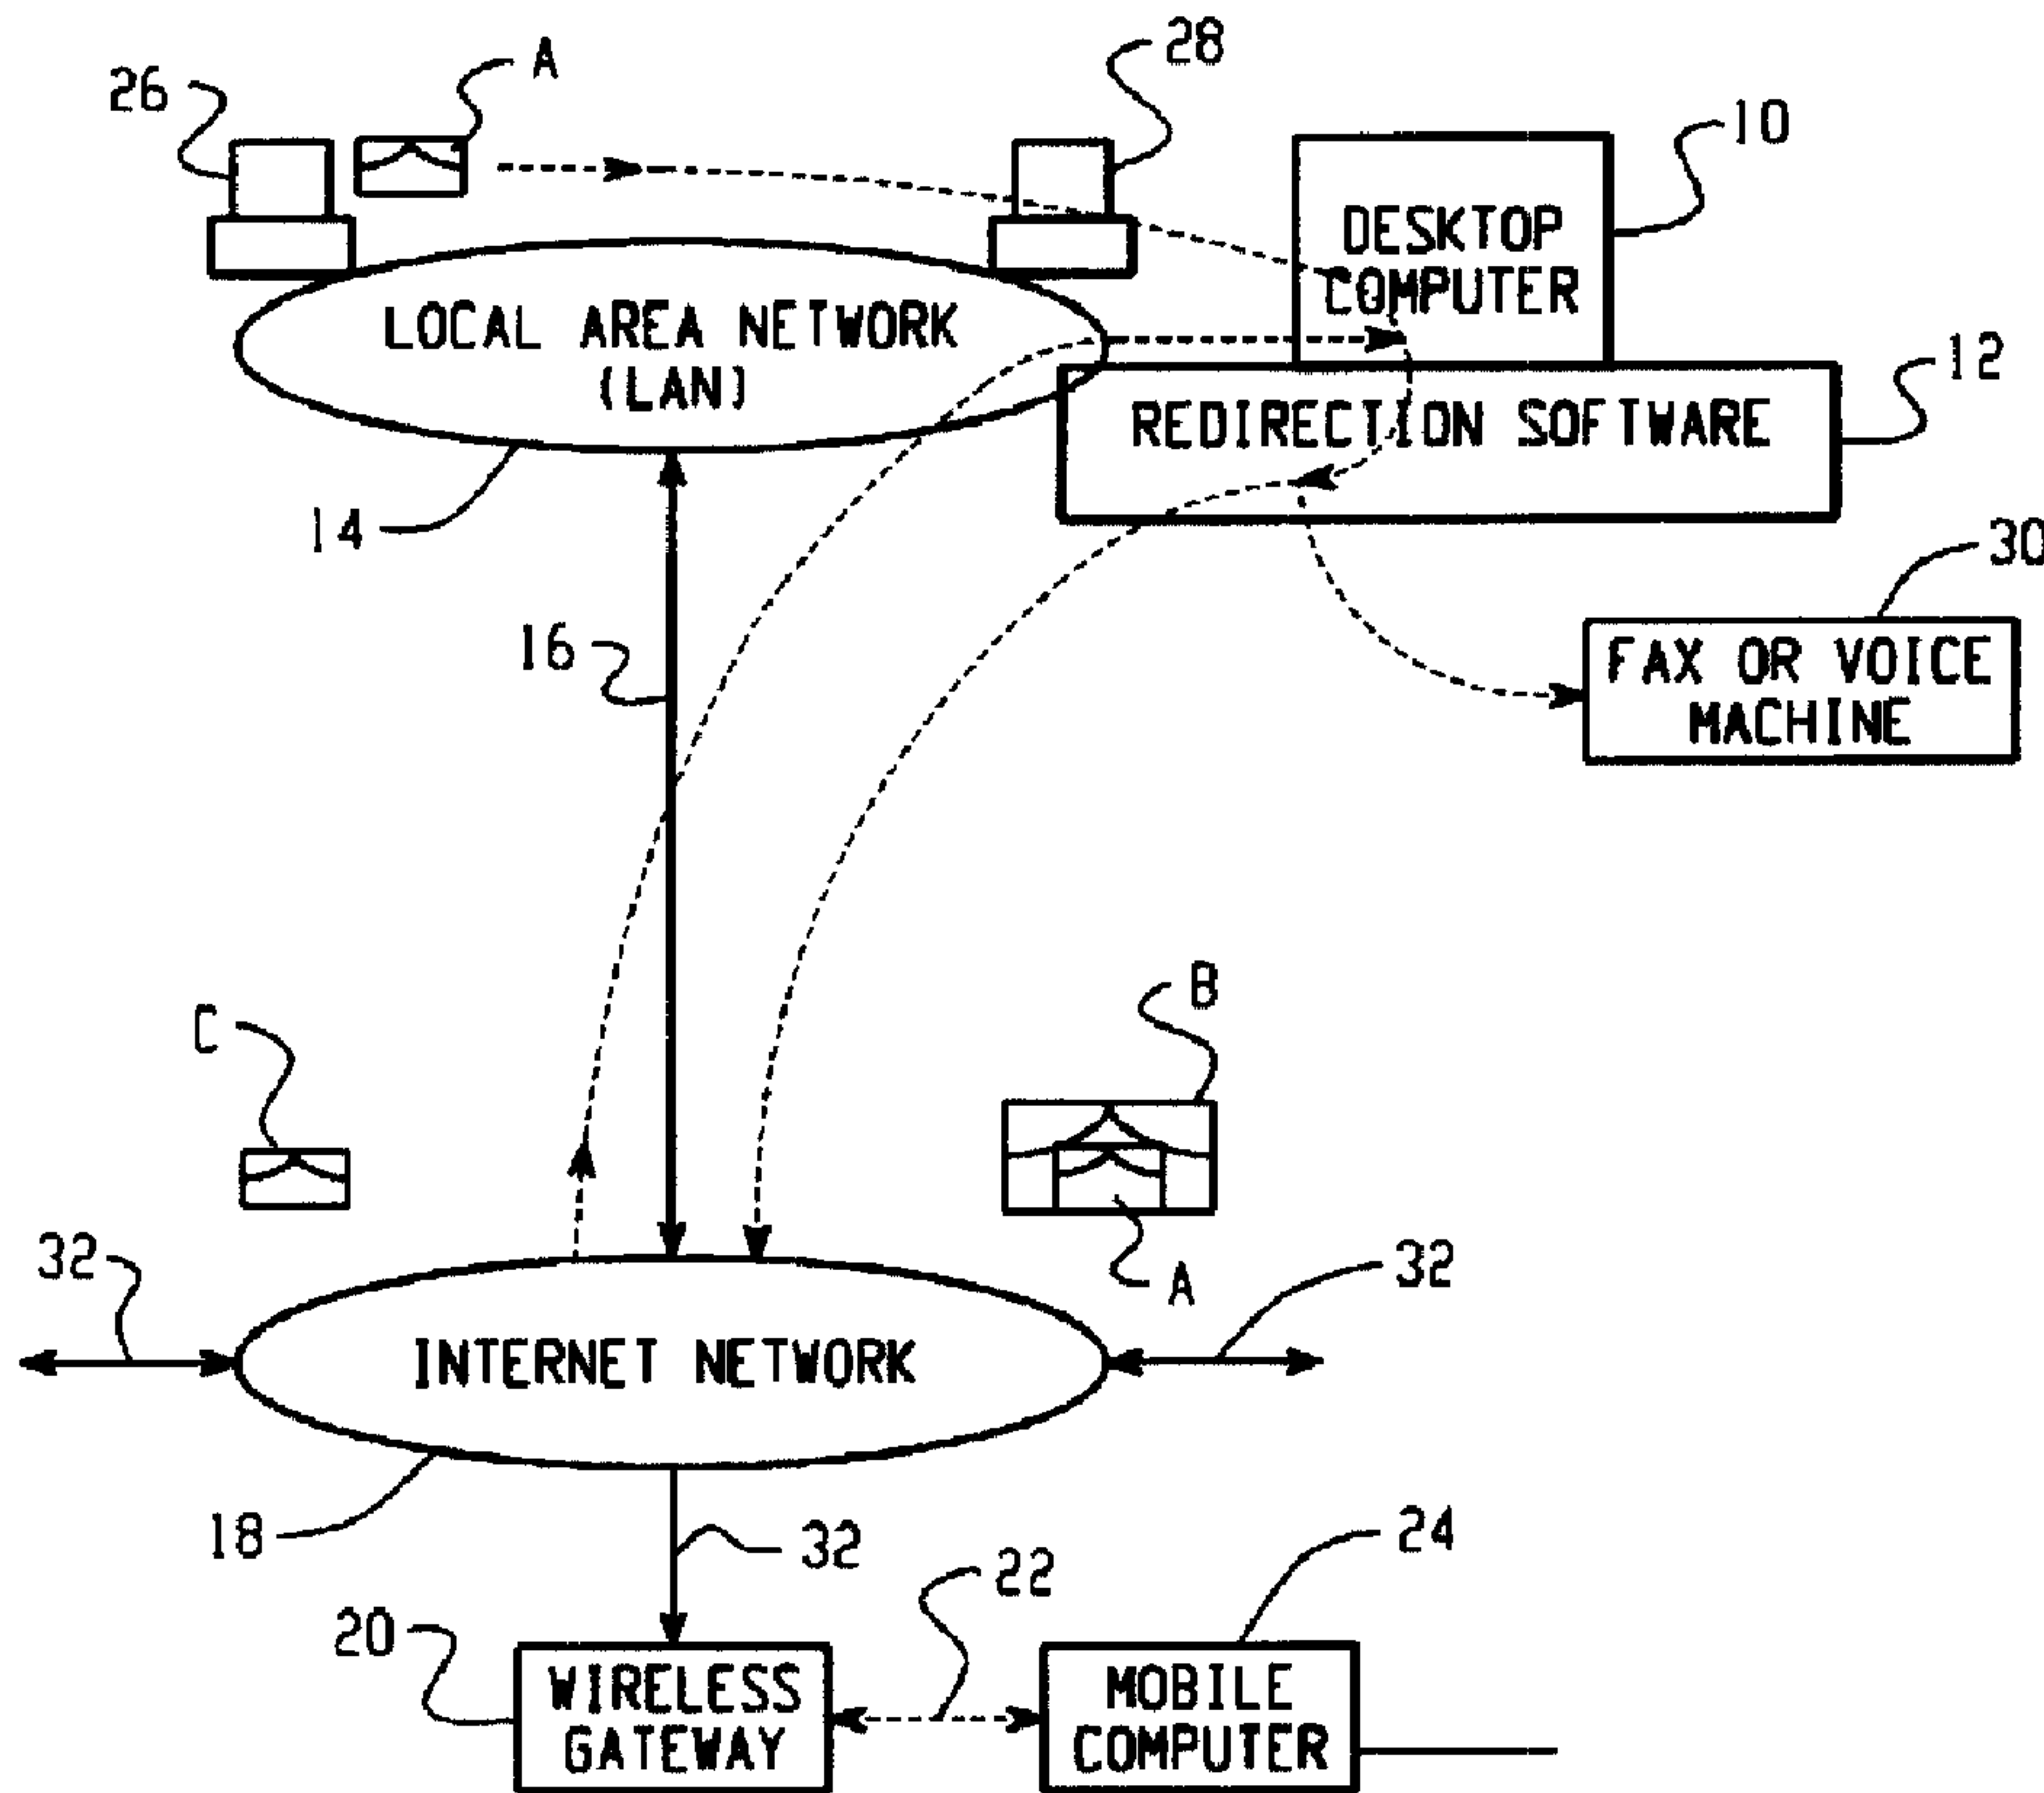 26
A
28
10
DESKTOP
COMPUTER
LOCAL AREA NETWORK
(LAN)
12
REDIRECTION SOFTWARE
14
30
16
FAX OR VOICE
MACHINE
B
C
32
A
32
INTERNET NETWORK
18
32
22
24
20
WIRELESS
GATEWAY
MOBILE
COMPUTER